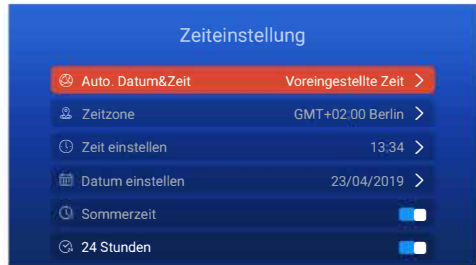 Zeiteinstellung
Auto. Datum&Zeit Voreingestellte Zeit
Zeitzone GMT+02:00 Berlin
Zeit einstellen 13:34
Datum einstellen 23/04/2019
Sommerzeit
24 Stunden